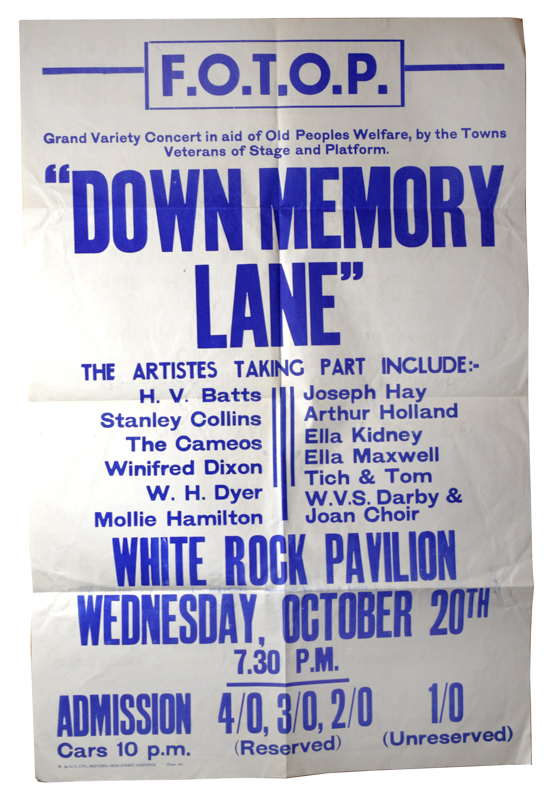 F.O.T.O.P.
Grand Variety Concert in aid of Old Peoples Welfare, by the Towns
Veterans of Stage and Platform.
"DOWN MEMORY
LANE"
THE ARTISTES TAKING PART INCLUDE:-
H. V. Batts
Stanley Collins
The Cameos
Winifred Dixon
W. H. Dyer
Mollie Hamilton
Joseph Hay
Arthur Holland
Ella Kidney
Ella Maxwell
Tich & Tom
W.V.S. Darby &
Joan Choir
WHITE ROCK PAVILION
WEDNESDAY, OCTOBER 20TH
7.30 P.M.
ADMISSION 4/0, 3/0, 2/0 1/0
Cars 10 p.m. (Reserved) (Unreserved)